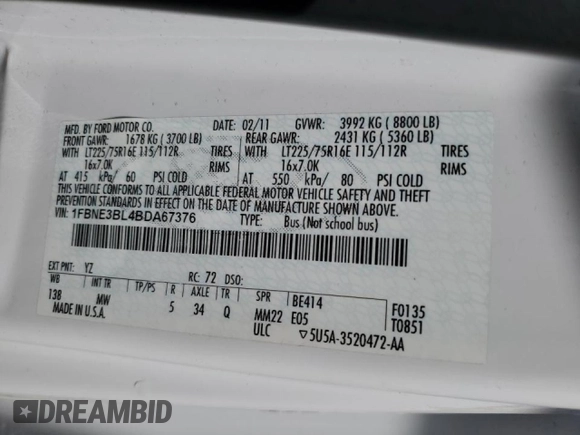 MFD. BY FORD MOTOR CO. DATE: 02/11 GVWR: 3992 KG ( 8800 LB)
FRONT GAWR: 1678 KG ( 3700 LB) REAR GAWR: 2431 KG ( 5360 LB)
WITH LT225/75R16E 115/112R TIRES WITH LT225/75R16E 115/112R TIRES
16x7.0K RIMS 16x7.0K RIMS
AT 415 kPa/ 60 PSI COLD AT 550 kPa/ 80 PSI COLD
THIS VEHICLE CONFORMS TO ALL APPLICABLE FEDERAL MOTOR VEHICLE SAFETY AND THEFT
PREVENTION STANDARDS IN EFFECT ON THE DATE OF MANUFACTURE SHOWN ABOVE.
VIN: 1FBNE3BL4BDA67376 TYPE: Bus (Not school bus)
EXT PNT: YZ RC: 72 DSO:
WB INT TR TP/PS R AXLE TR SPR BE414 F0135
138 MW 5 34 Q MM22 E05 T0851
MADE IN U.S.A. ULC ▽5U5A-3520472-AA
DREAMBID